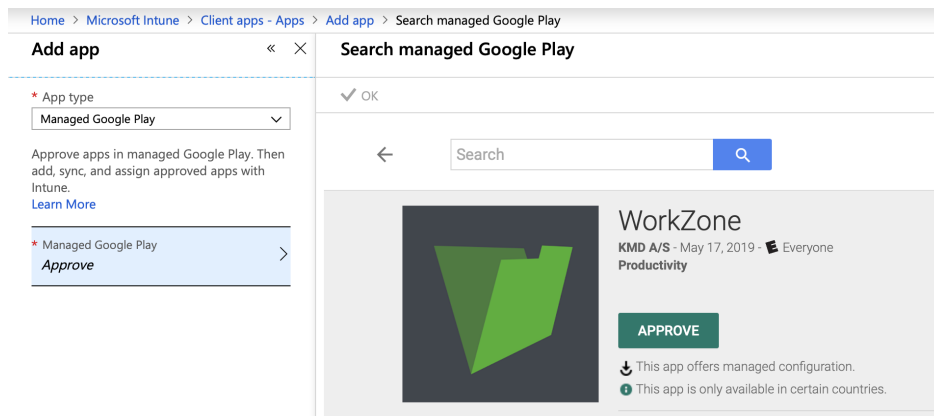 Home > Microsoft Intune > Client apps - Apps > Add app > Search managed Google Play
Add app
Search managed Google Play
* App type
Managed Google Play
OK
Approve apps in managed Google Play. Then
add, sync, and assign approved apps with
Intune.
Learn More
* Managed Google Play
Approve
Search
WorkZone
KMD A/S - May 17, 2019 - E Everyone
Productivity
APPROVE
This app offers managed configuration.
This app is only available in certain countries.